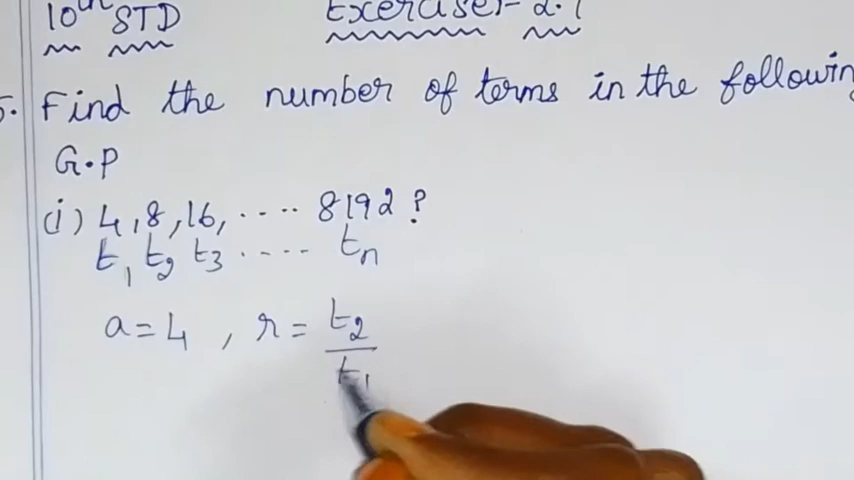 10th STD Exercise:- 2.7
5. Find the number of terms in the following
G.P
(i) 4, 8, 16, .... 8192 ?
t1 t2 t3 .... tn
a = 4 , r = t2
t1